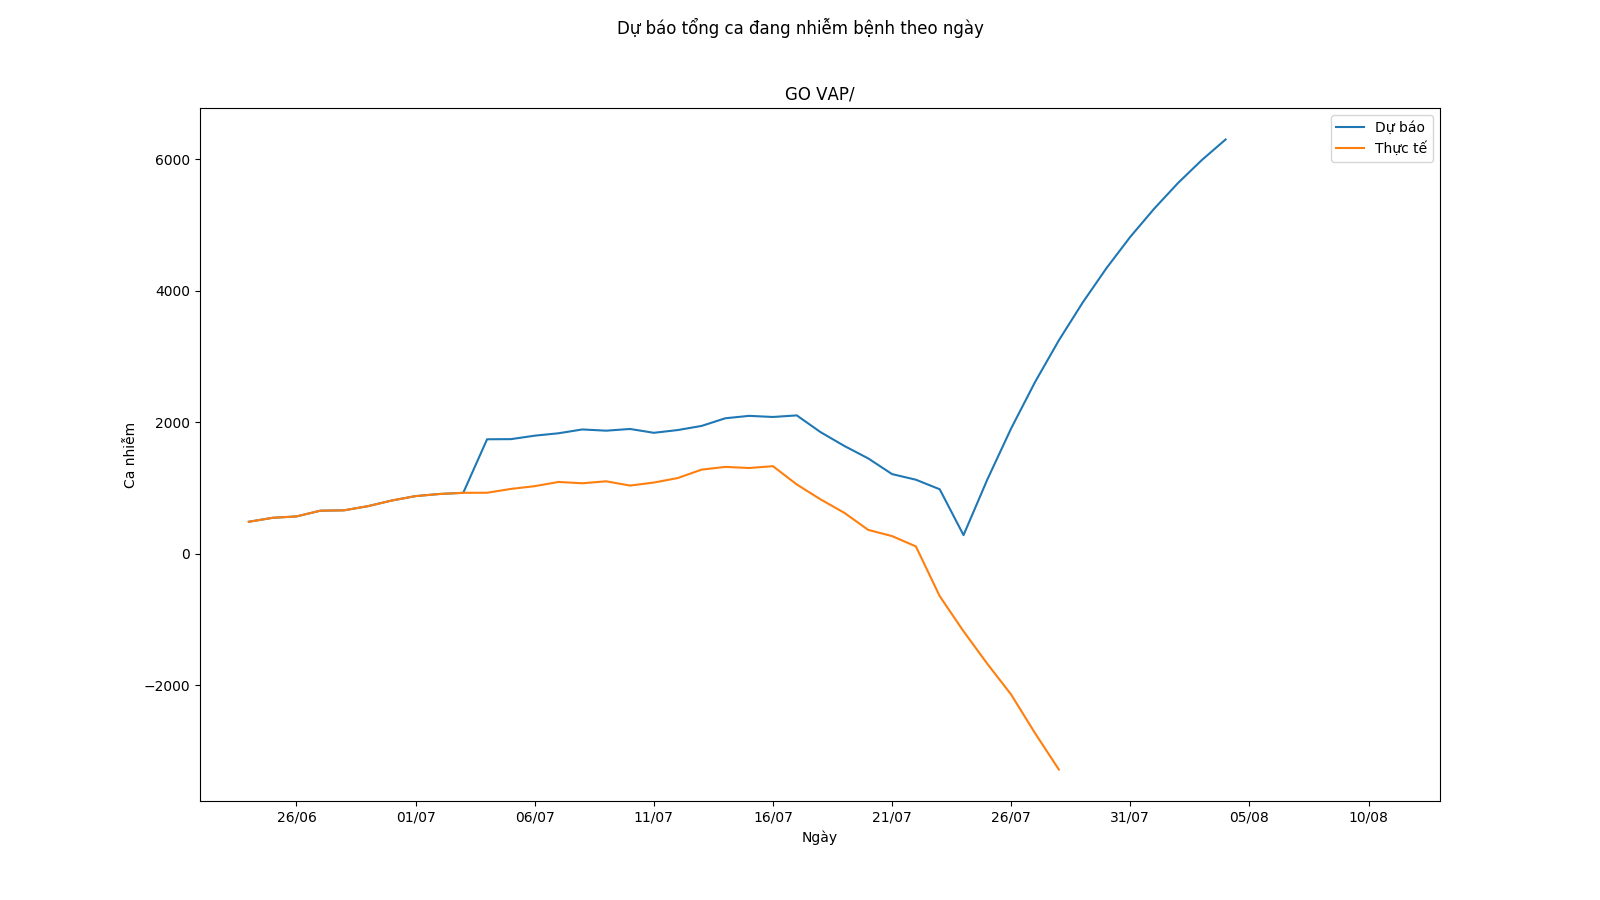 Dự báo tổng ca đang nhiễm bệnh theo ngày
GO VAP/
Dự báo
Thực tế
6000
4000
2000
0
−2000
Ca nhiễm
26/06 01/07 06/07 11/07 16/07 21/07 26/07 31/07 05/08 10/08
Ngày